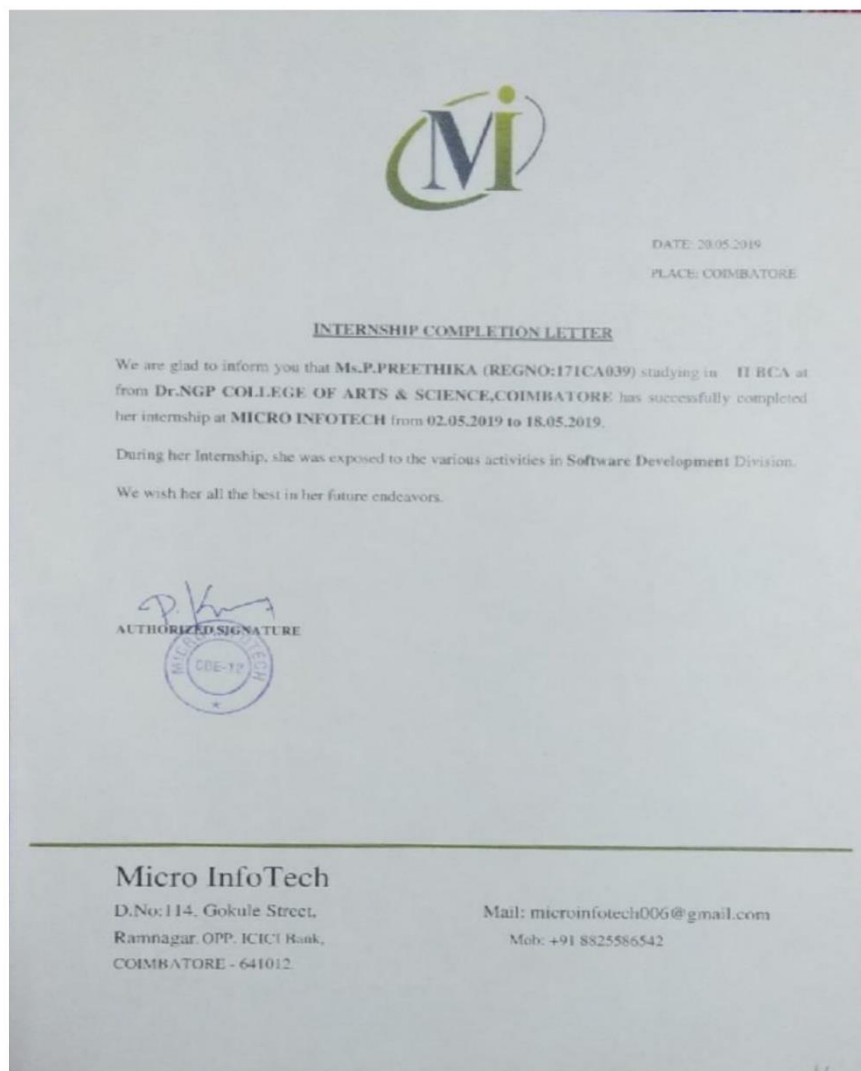 Mi
DATE: 20.05.2019
PLACE: COIMBATORE
INTERNSHIP COMPLETION LETTER
We are glad to inform you that Ms.P.PREETHIKA (REGNO:171CA039) studying in II BCA at
from Dr.NGP COLLEGE OF ARTS & SCIENCE,COIMBATORE has successfully completed
her internship at MICRO INFOTECH from 02.05.2019 to 18.05.2019.
During her Internship, she was exposed to the various activities in Software Development Division.
We wish her all the best in her future endeavors.
AUTHORIZED SIGNATURE
MICRO INFOTECH
CBE-12
Micro InfoTech
D.No:114, Gokule Street,
Ramnagar, OPP. ICICI Bank,
COIMBATORE - 641012
Mail: microinfotech006@gmail.com
Mob: +91 8825586542